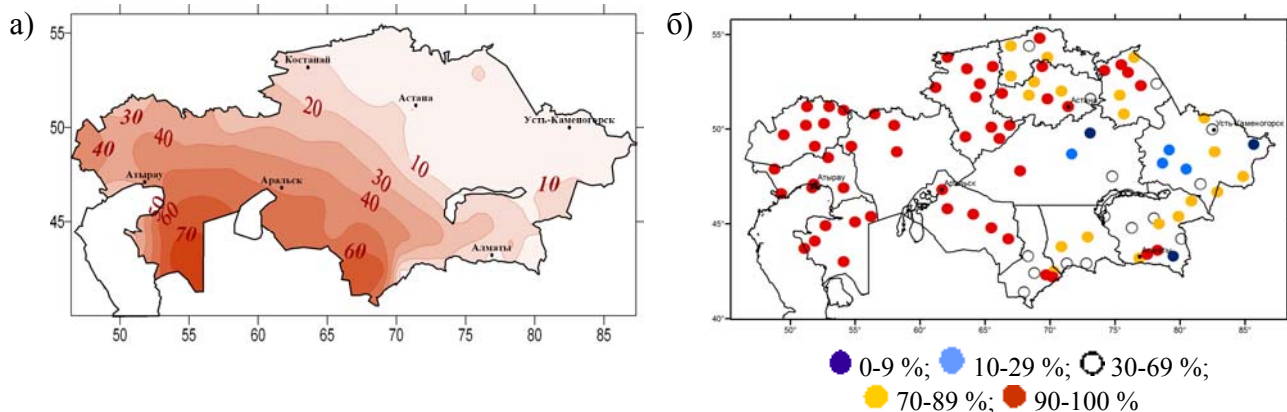 а)
55
50
45
50 55 60 65 70 75 80 85
Костанай
Астана
Усть-Каменогорск
Атырау
Аральск
Алматы
30
40
40
20
10
30
40
10
60
70
60
б)
55°
50°
45°
40°
50° 55° 60° 65° 70° 75° 80° 85°
Астана
Усть-Каменогорск
Атырау
Аральск
0-9 %; 10-29 %; 30-69 %;
70-89 %; 90-100 %